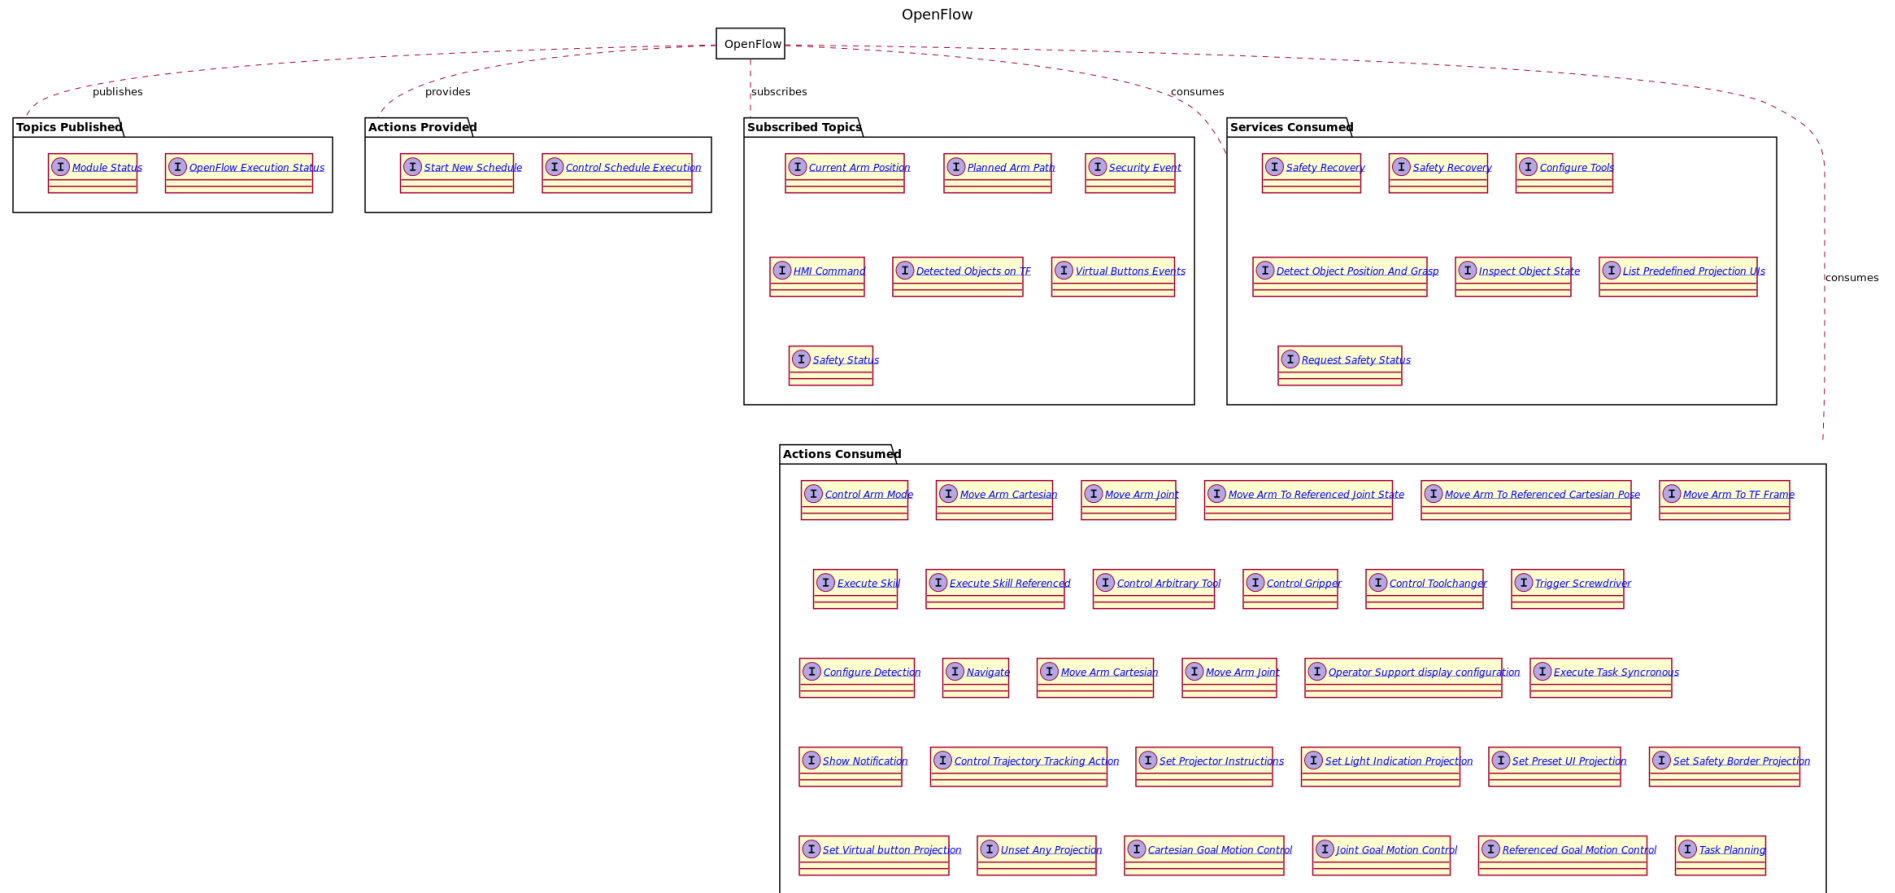 OpenFlow
OpenFlow
publishes
provides
subscribes
consumes
Topics Published
Actions Provided
Subscribed Topics
Services Consumed
I Module Status
I OpenFlow Execution Status
I Start New Schedule
I Control Schedule Execution
I Current Arm Position
I Planned Arm Path
I Security Event
I Safety Recovery
I Safety Recovery
I Configure Tools
I HMI Command
I Detected Objects on TF
I Virtual Buttons Events
I Detect Object Position And Grasp
I Inspect Object State
I List Predefined Projection UIs
consumes
I Safety Status
I Request Safety Status
Actions Consumed
I Control Arm Mode
I Move Arm Cartesian
I Move Arm Joint
I Move Arm To Referenced Joint State
I Move Arm To Referenced Cartesian Pose
I Move Arm To TF Frame
I Execute Skill
I Execute Skill Referenced
I Control Arbitrary Tool
I Control Gripper
I Control Toolchanger
I Trigger Screwdriver
I Configure Detection
I Navigate
I Move Arm Cartesian
I Move Arm Joint
I Operator Support display configuration
I Execute Task Syncronous
I Show Notification
I Control Trajectory Tracking Action
I Set Projector Instructions
I Set Light Indication Projection
I Set Preset UI Projection
I Set Safety Border Projection
I Set Virtual button Projection
I Unset Any Projection
I Cartesian Goal Motion Control
I Joint Goal Motion Control
I Referenced Goal Motion Control
I Task Planning